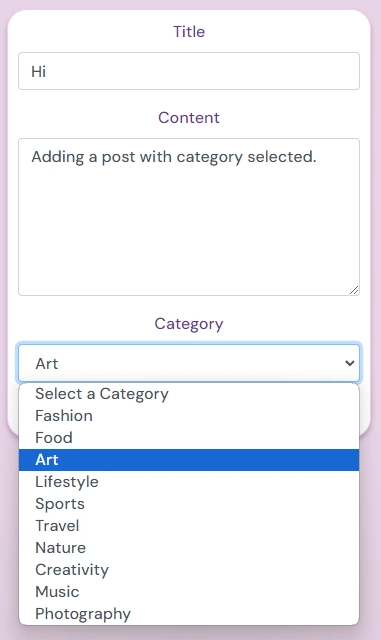 Title
Hi
Content
Adding a post with category selected.
Category
Art
Select a Category
Fashion
Food
Art
Lifestyle
Sports
Travel
Nature
Creativity
Music
Photography